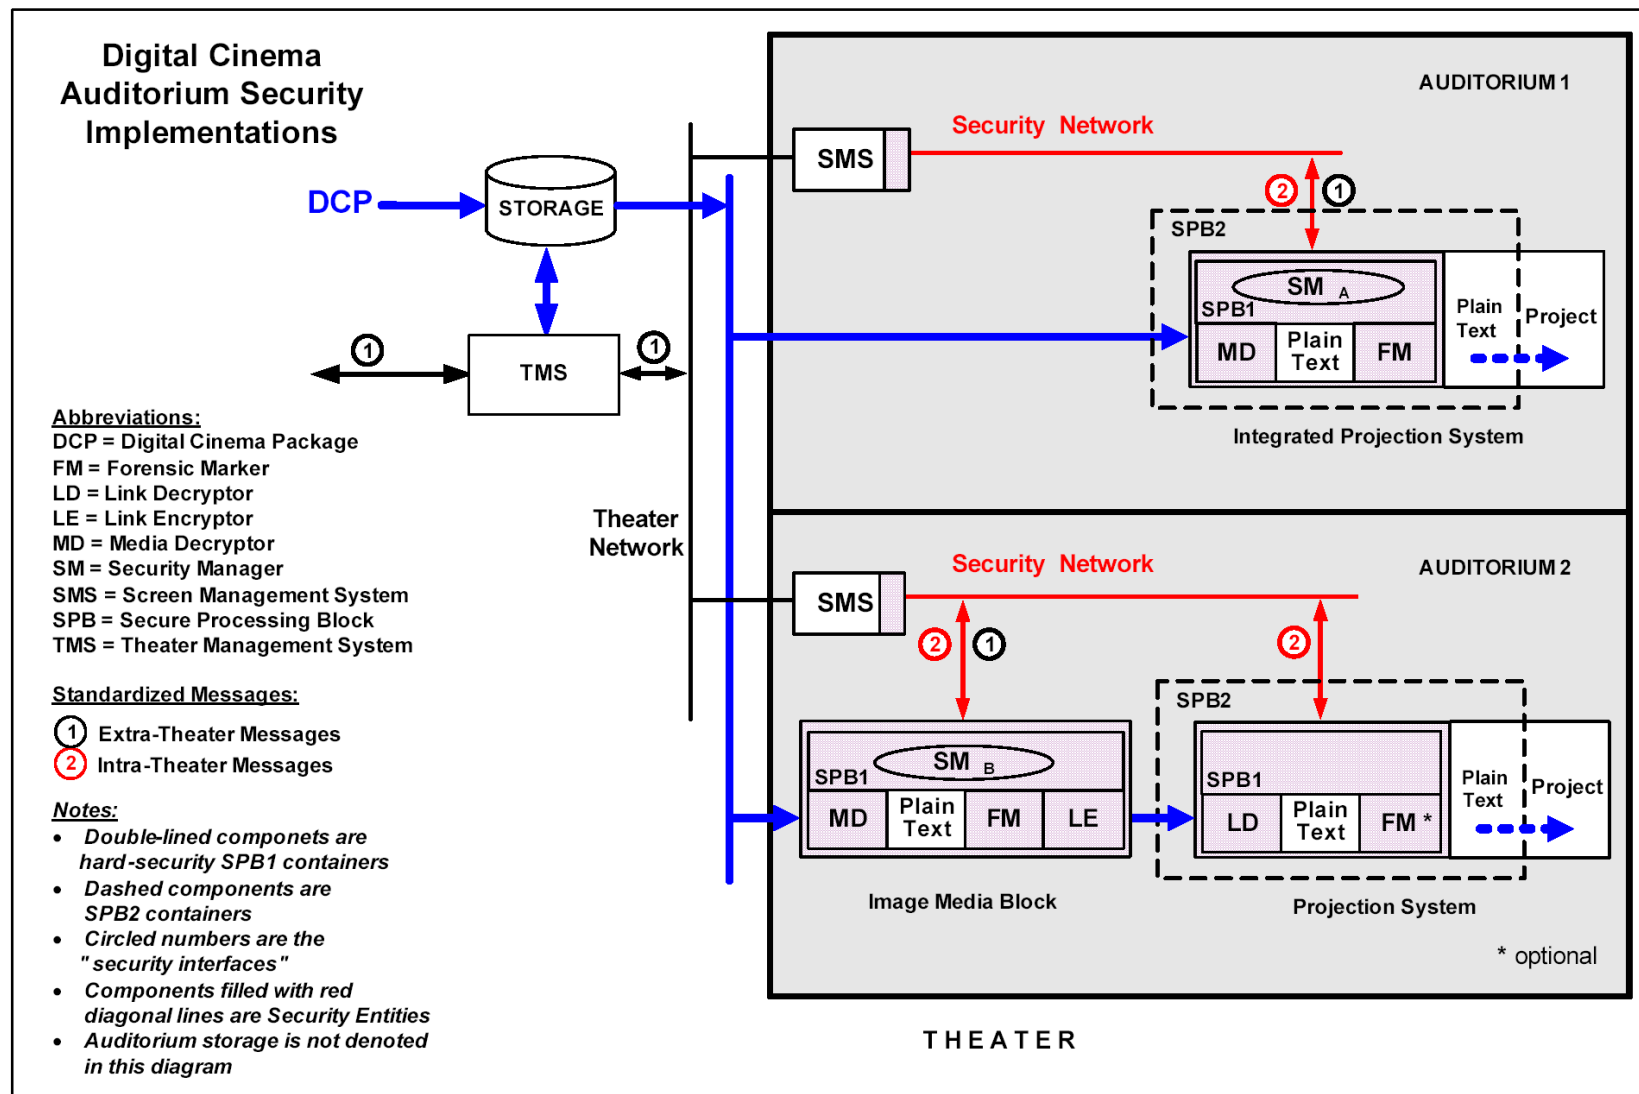 Digital Cinema
Auditorium Security
Implementations
DCP
STORAGE
1
1
TMS
Abbreviations:
DCP = Digital Cinema Package
FM = Forensic Marker
LD = Link Decryptor
LE = Link Encryptor
MD = Media Decryptor
SM = Security Manager
SMS = Screen Management System
SPB = Secure Processing Block
TMS = Theater Management System
Standardized Messages:
1 Extra-Theater Messages
2 Intra-Theater Messages
Notes:
• Double-lined componets are
hard-security SPB1 containers
• Dashed components are
SPB2 containers
• Circled numbers are the
"security interfaces"
• Components filled with red
diagonal lines are Security Entities
• Auditorium storage is not denoted
in this diagram
Theater
Network
AUDITORIUM 1
SMS
Security Network
2 1
SPB2
SM A
SPB1
MD
Plain
Text
FM
Plain
Text
Project
Integrated Projection System
AUDITORIUM 2
SMS
Security Network
2 1
2
SM B
SPB1
MD
Plain
Text
FM
LE
Image Media Block
SPB2
SPB1
LD
Plain
Text
FM *
Plain
Text
Project
Projection System
* optional
THEATER